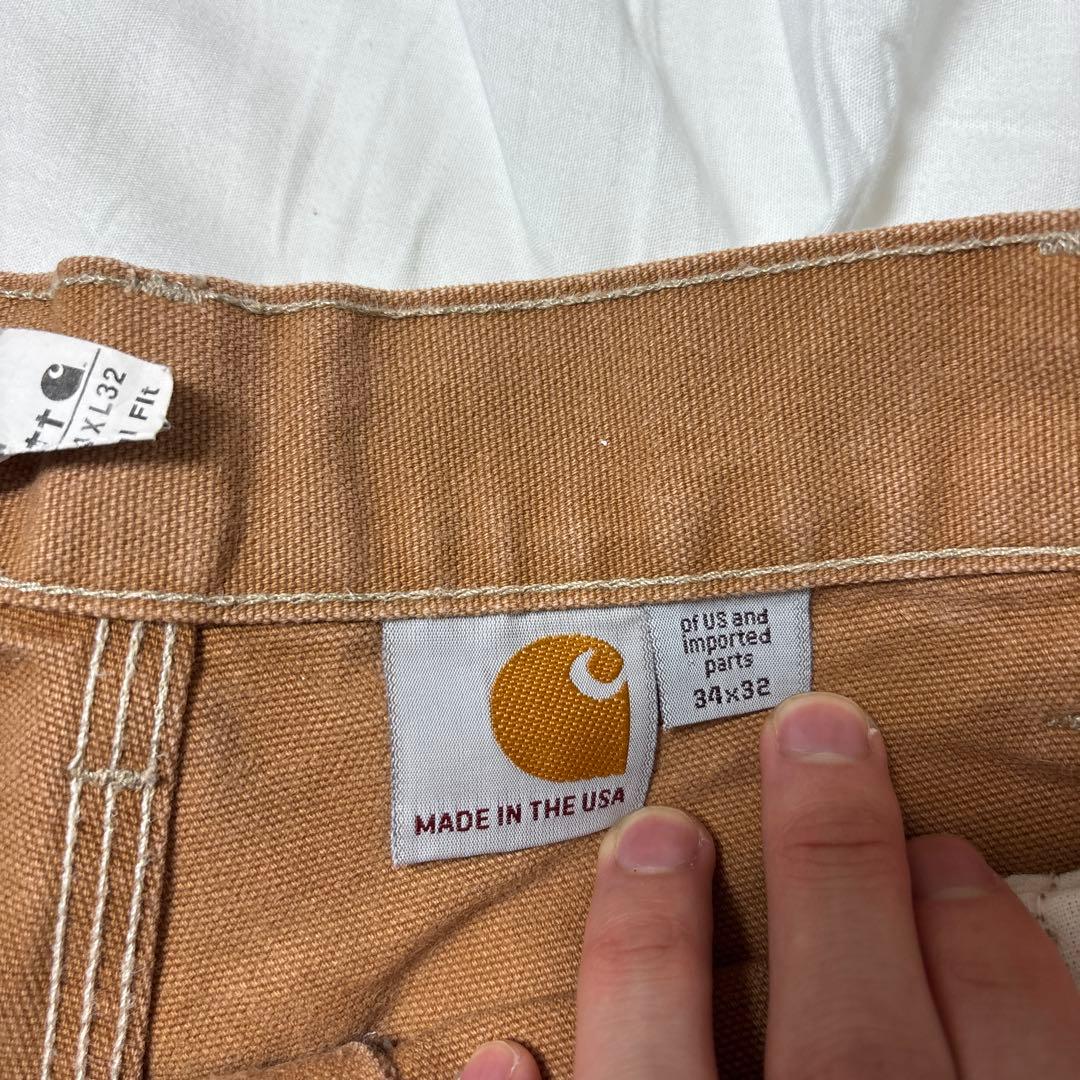 XL32
Fit
MADE IN THE USA
of US and
imported
parts
34x32